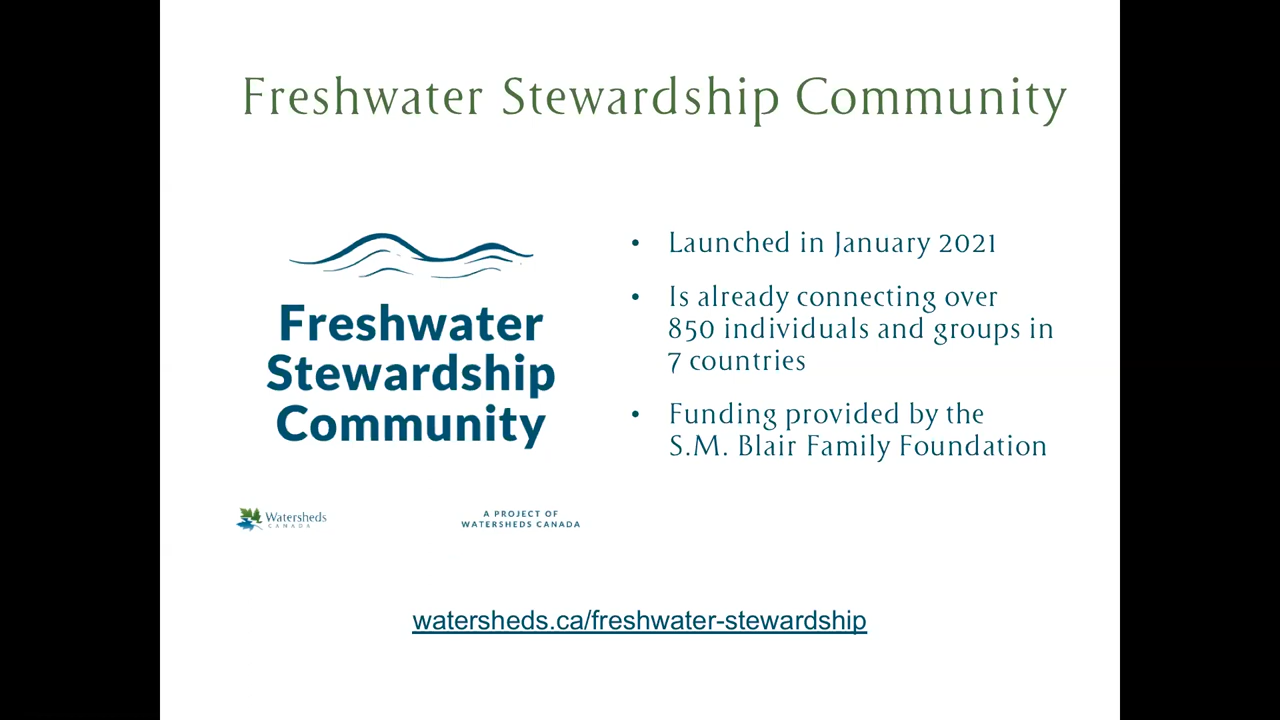 Freshwater Stewardship Community
Freshwater
Stewardship
Community
Watersheds
CANADA
A PROJECT OF
WATERSHEDS CANADA
• Launched in January 2021
• Is already connecting over
850 individuals and groups in
7 countries
• Funding provided by the
S.M. Blair Family Foundation
watersheds.ca/freshwater-stewardship